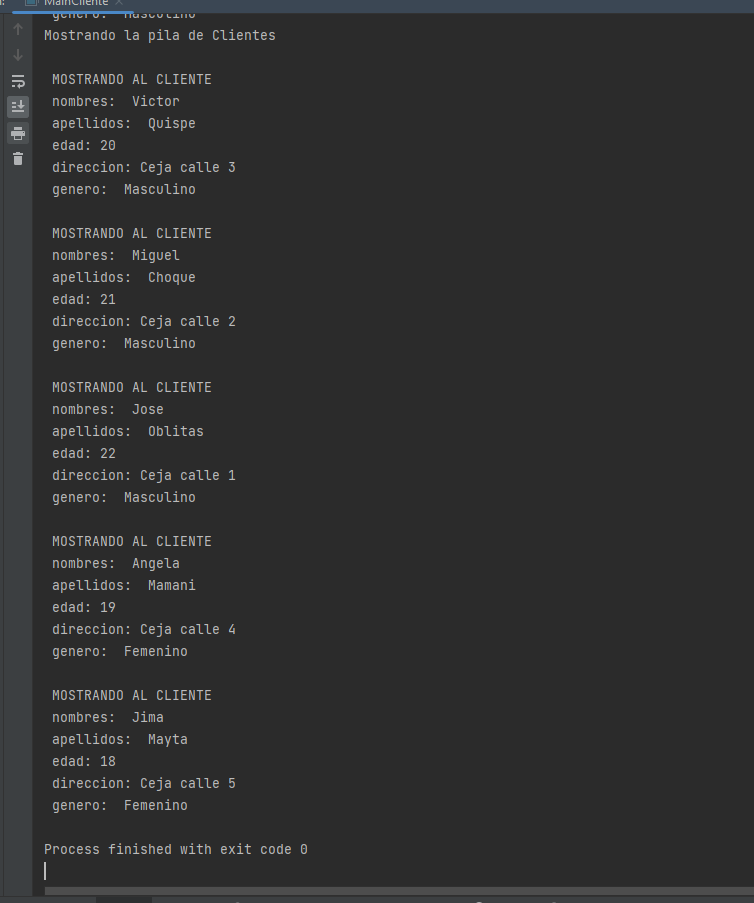 MainCliente
genero:  Masculino
Mostrando la pila de Clientes
MOSTRANDO AL CLIENTE
nombres:  Victor
apellidos:  Quispe
edad: 20
direccion: Ceja calle 3
genero:  Masculino
MOSTRANDO AL CLIENTE
nombres:  Miguel
apellidos:  Choque
edad: 21
direccion: Ceja calle 2
genero:  Masculino
MOSTRANDO AL CLIENTE
nombres:  Jose
apellidos:  Oblitas
edad: 22
direccion: Ceja calle 1
genero:  Masculino
MOSTRANDO AL CLIENTE
nombres:  Angela
apellidos:  Mamani
edad: 19
direccion: Ceja calle 4
genero:  Femenino
MOSTRANDO AL CLIENTE
nombres:  Jima
apellidos:  Mayta
edad: 18
direccion: Ceja calle 5
genero:  Femenino
Process finished with exit code 0